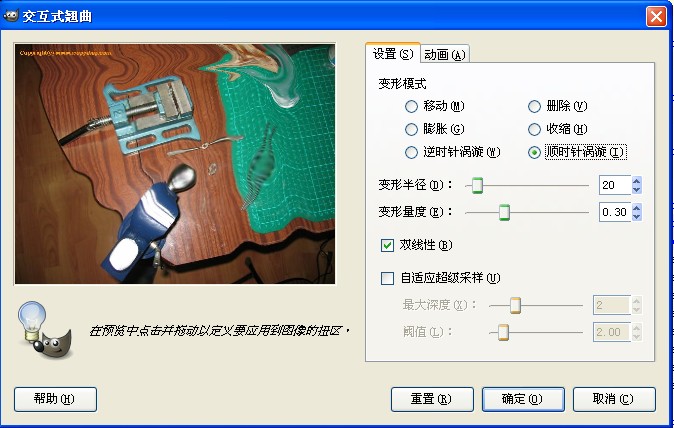 交互式翘曲
设置(S) 动画(A)
变形模式
移动(M) 删除(V)
膨胀(G) 收缩(H)
逆时针涡漩(W) 顺时针涡漩(I)
变形半径(D): 20
变形量度(E): 0.30
双线性(B)
自适应超级采样(U)
最大深度(X): 2
阈值(L): 2.00
在预览中点击并拖动以定义要应用到图像的扭区，
帮助(H) 重置(R) 确定(O) 取消(C)